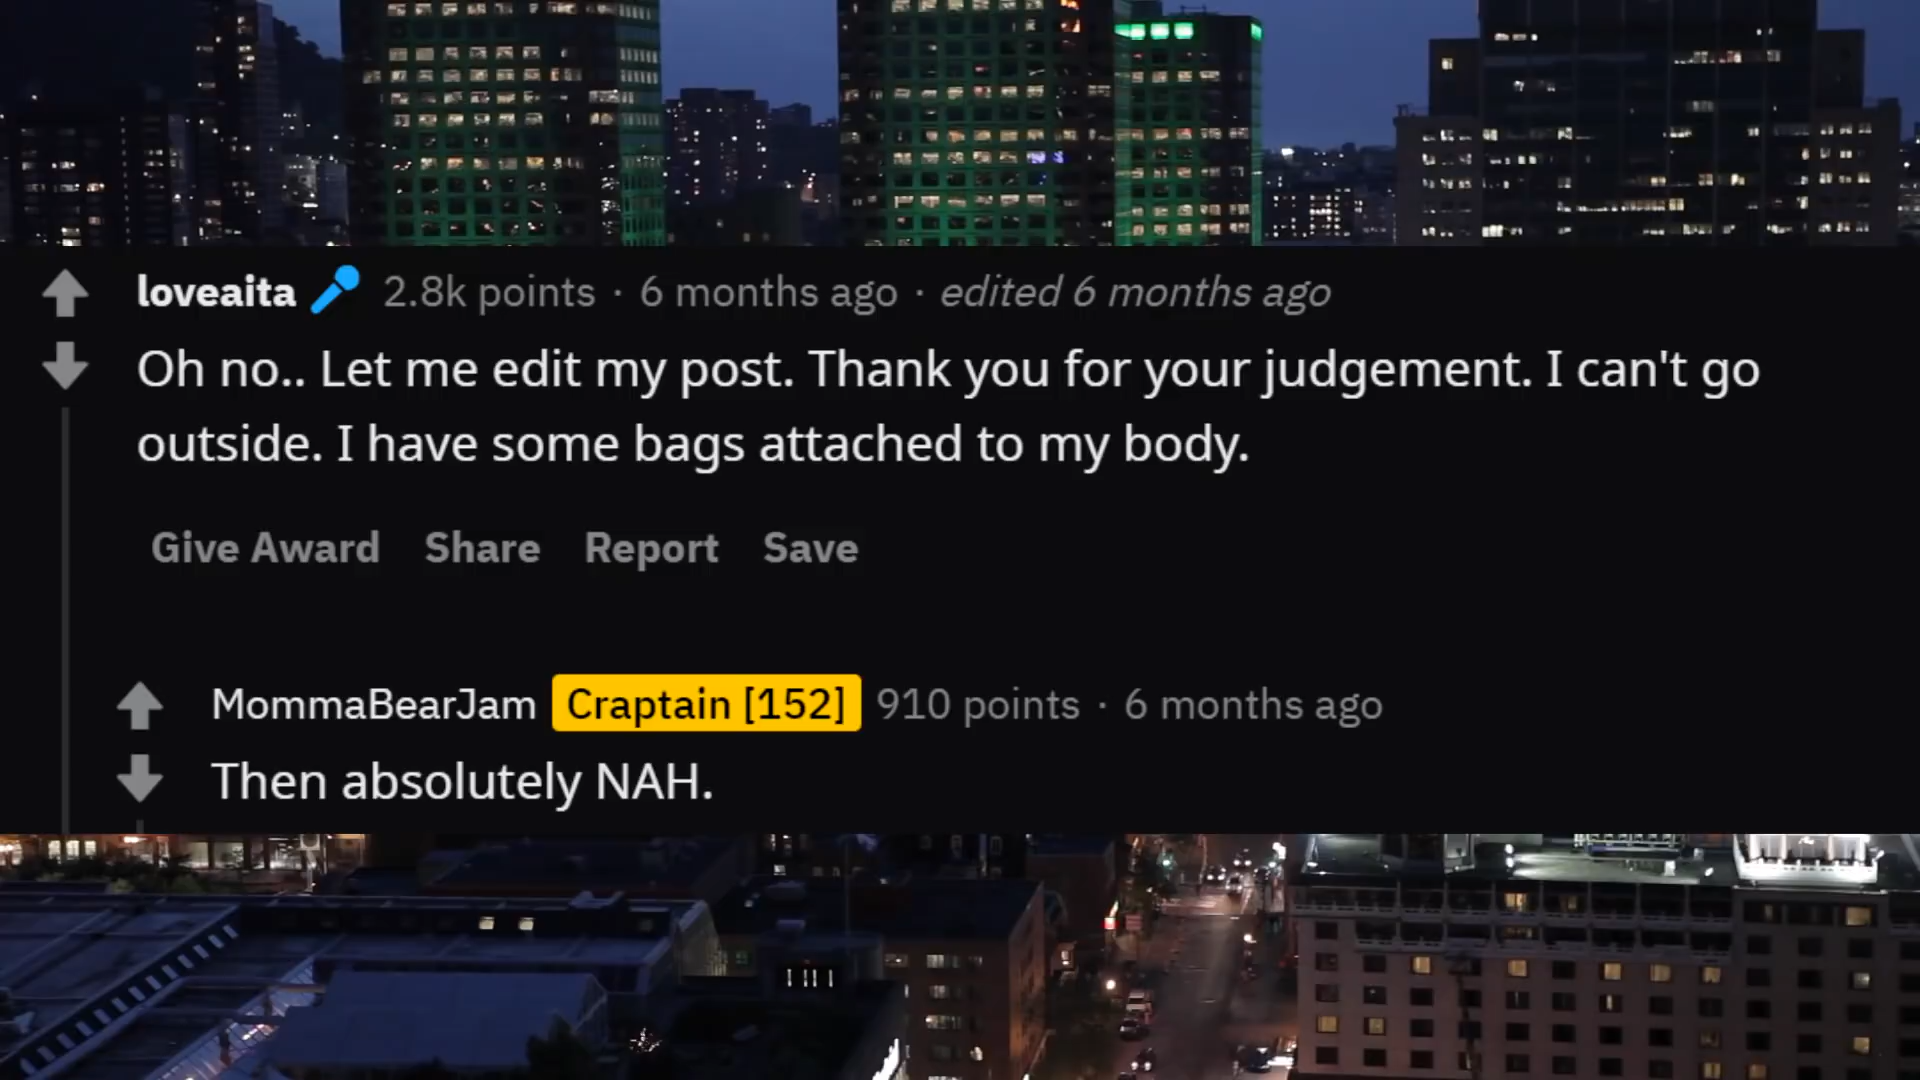 loveaita 2.8k points · 6 months ago · edited 6 months ago
Oh no.. Let me edit my post. Thank you for your judgement. I can't go
outside. I have some bags attached to my body.
Give Award Share Report Save
MommaBearJam Craptain [152] 910 points · 6 months ago
Then absolutely NAH.